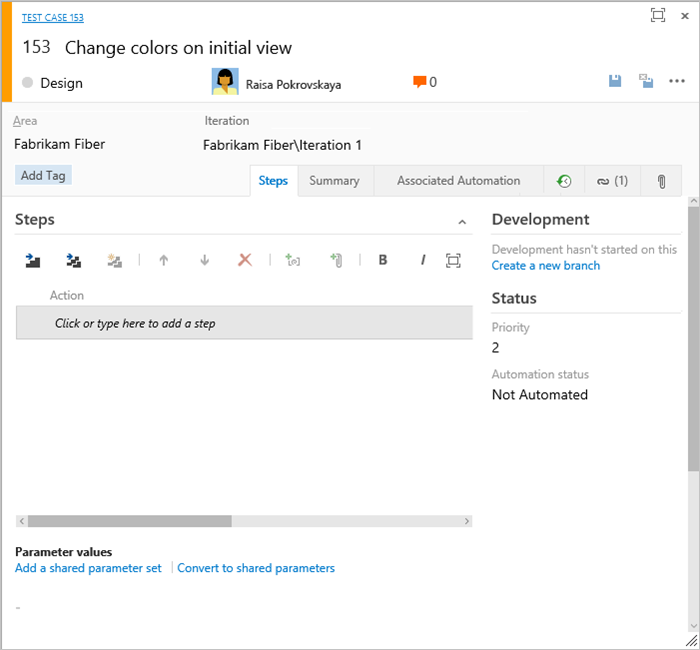 TEST CASE 153
153 Change colors on initial view
Design
Raisa Pokrovskaya
0
Area
Iteration
Fabrikam Fiber
Fabrikam Fiber\Iteration 1
Add Tag
Steps
Summary
Associated Automation
(1)
Steps
B
I
Action
Click or type here to add a step
Parameter values
Add a shared parameter set
Convert to shared parameters
-
Development
Development hasn't started on this
Create a new branch
Status
Priority
2
Automation status
Not Automated